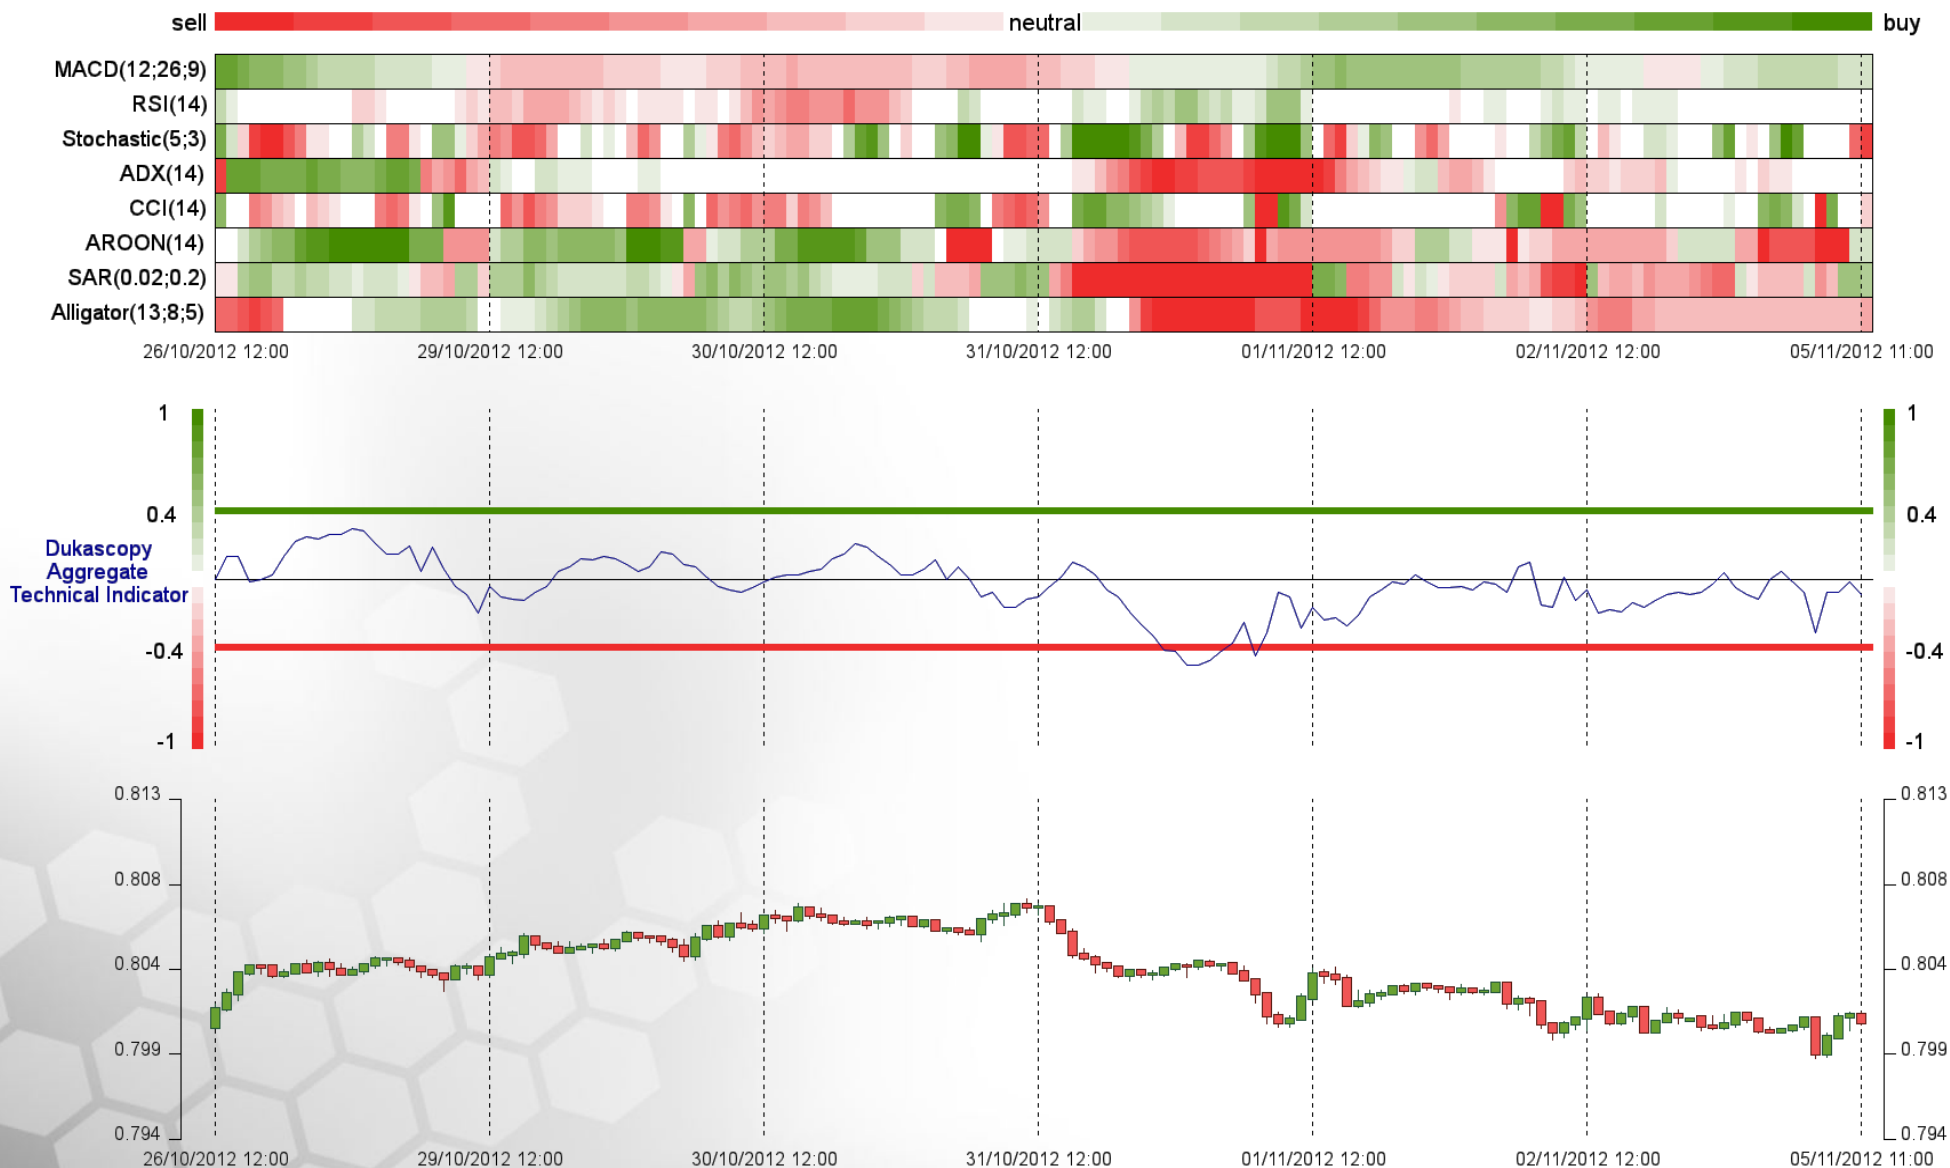 sell neutral buy
MACD(12;26;9)
RSI(14)
Stochastic(5;3)
ADX(14)
CCI(14)
AROON(14)
SAR(0.02;0.2)
Alligator(13;8;5)
26/10/2012 12:00 29/10/2012 12:00 30/10/2012 12:00 31/10/2012 12:00 01/11/2012 12:00 02/11/2012 12:00 05/11/2012 11:00
1 1
0.4 0.4
Dukascopy
Aggregate
Technical Indicator
-0.4 -0.4
-1 -1
0.813 0.813
0.808 0.808
0.804 0.804
0.799 0.799
0.794 0.794
26/10/2012 12:00 29/10/2012 12:00 30/10/2012 12:00 31/10/2012 12:00 01/11/2012 12:00 02/11/2012 12:00 05/11/2012 11:00